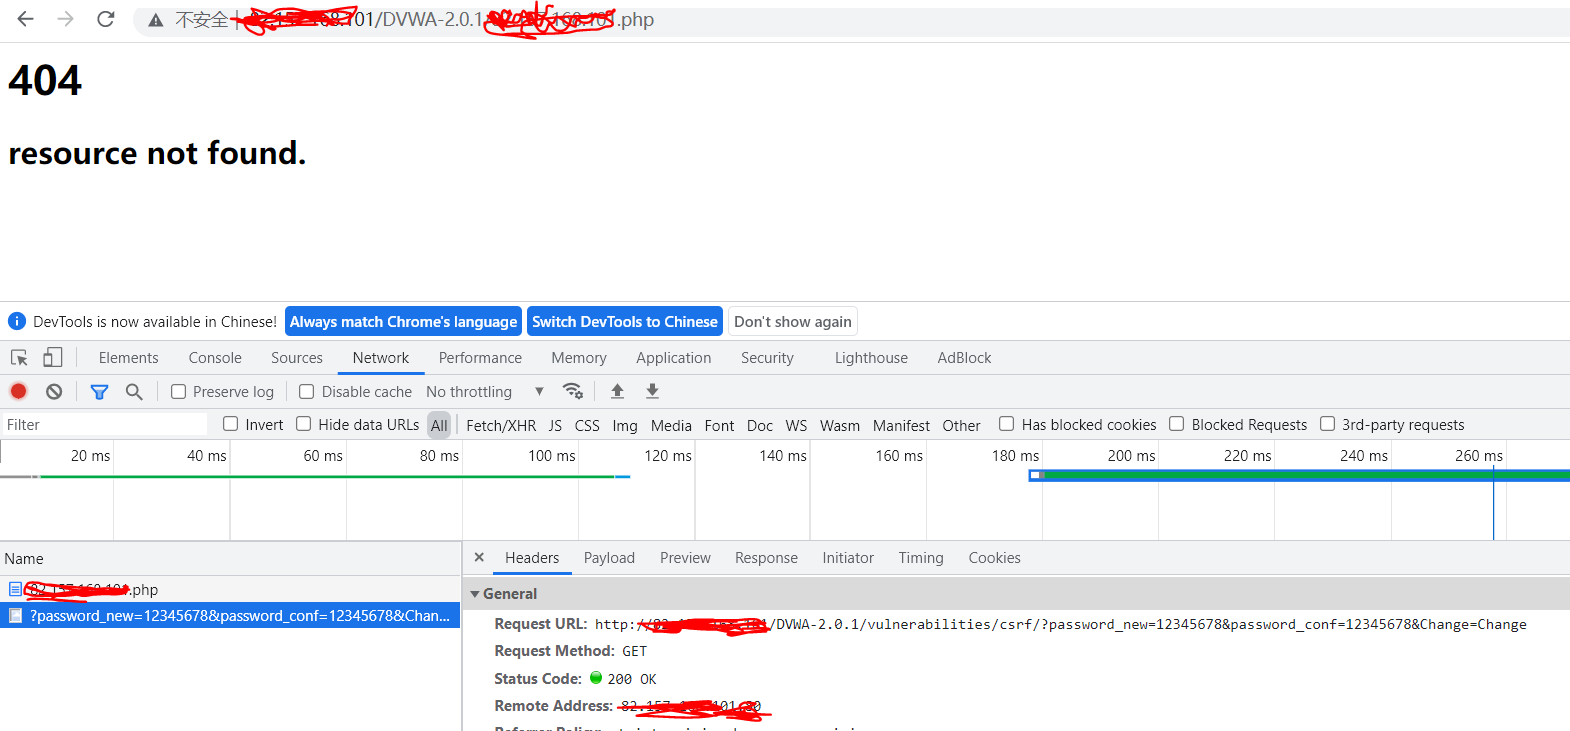 不安全 | .101/DVWA-2.0.1/ .168.101.php
404
resource not found.
DevTools is now available in Chinese! Always match Chrome's language Switch DevTools to Chinese Don't show again
Elements Console Sources Network Performance Memory Application Security Lighthouse AdBlock
Preserve log Disable cache No throttling
Filter Invert Hide data URLs All Fetch/XHR JS CSS Img Media Font Doc WS Wasm Manifest Other Has blocked cookies Blocked Requests 3rd-party requests
20 ms 40 ms 60 ms 80 ms 100 ms 120 ms 140 ms 160 ms 180 ms 200 ms 220 ms 240 ms 260 ms
Name
.php
?password_new=12345678&password_conf=12345678&Chan...
× Headers Payload Preview Response Initiator Timing Cookies
General
Request URL: http:// /DVWA-2.0.1/vulnerabilities/csrf/?password_new=12345678&password_conf=12345678&Change=Change
Request Method: GET
Status Code: 200 OK
Remote Address: